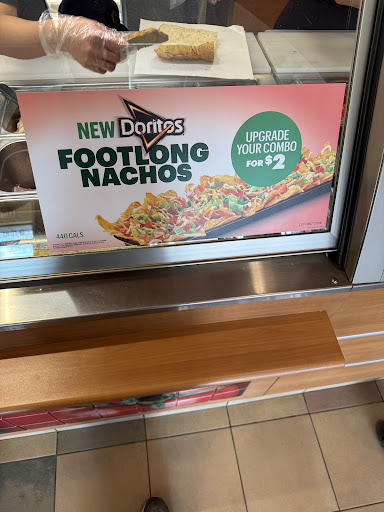 NEW Doritos
FOOTLONG
NACHOS
UPGRADE
YOUR COMBO
FOR $2
440 CALS